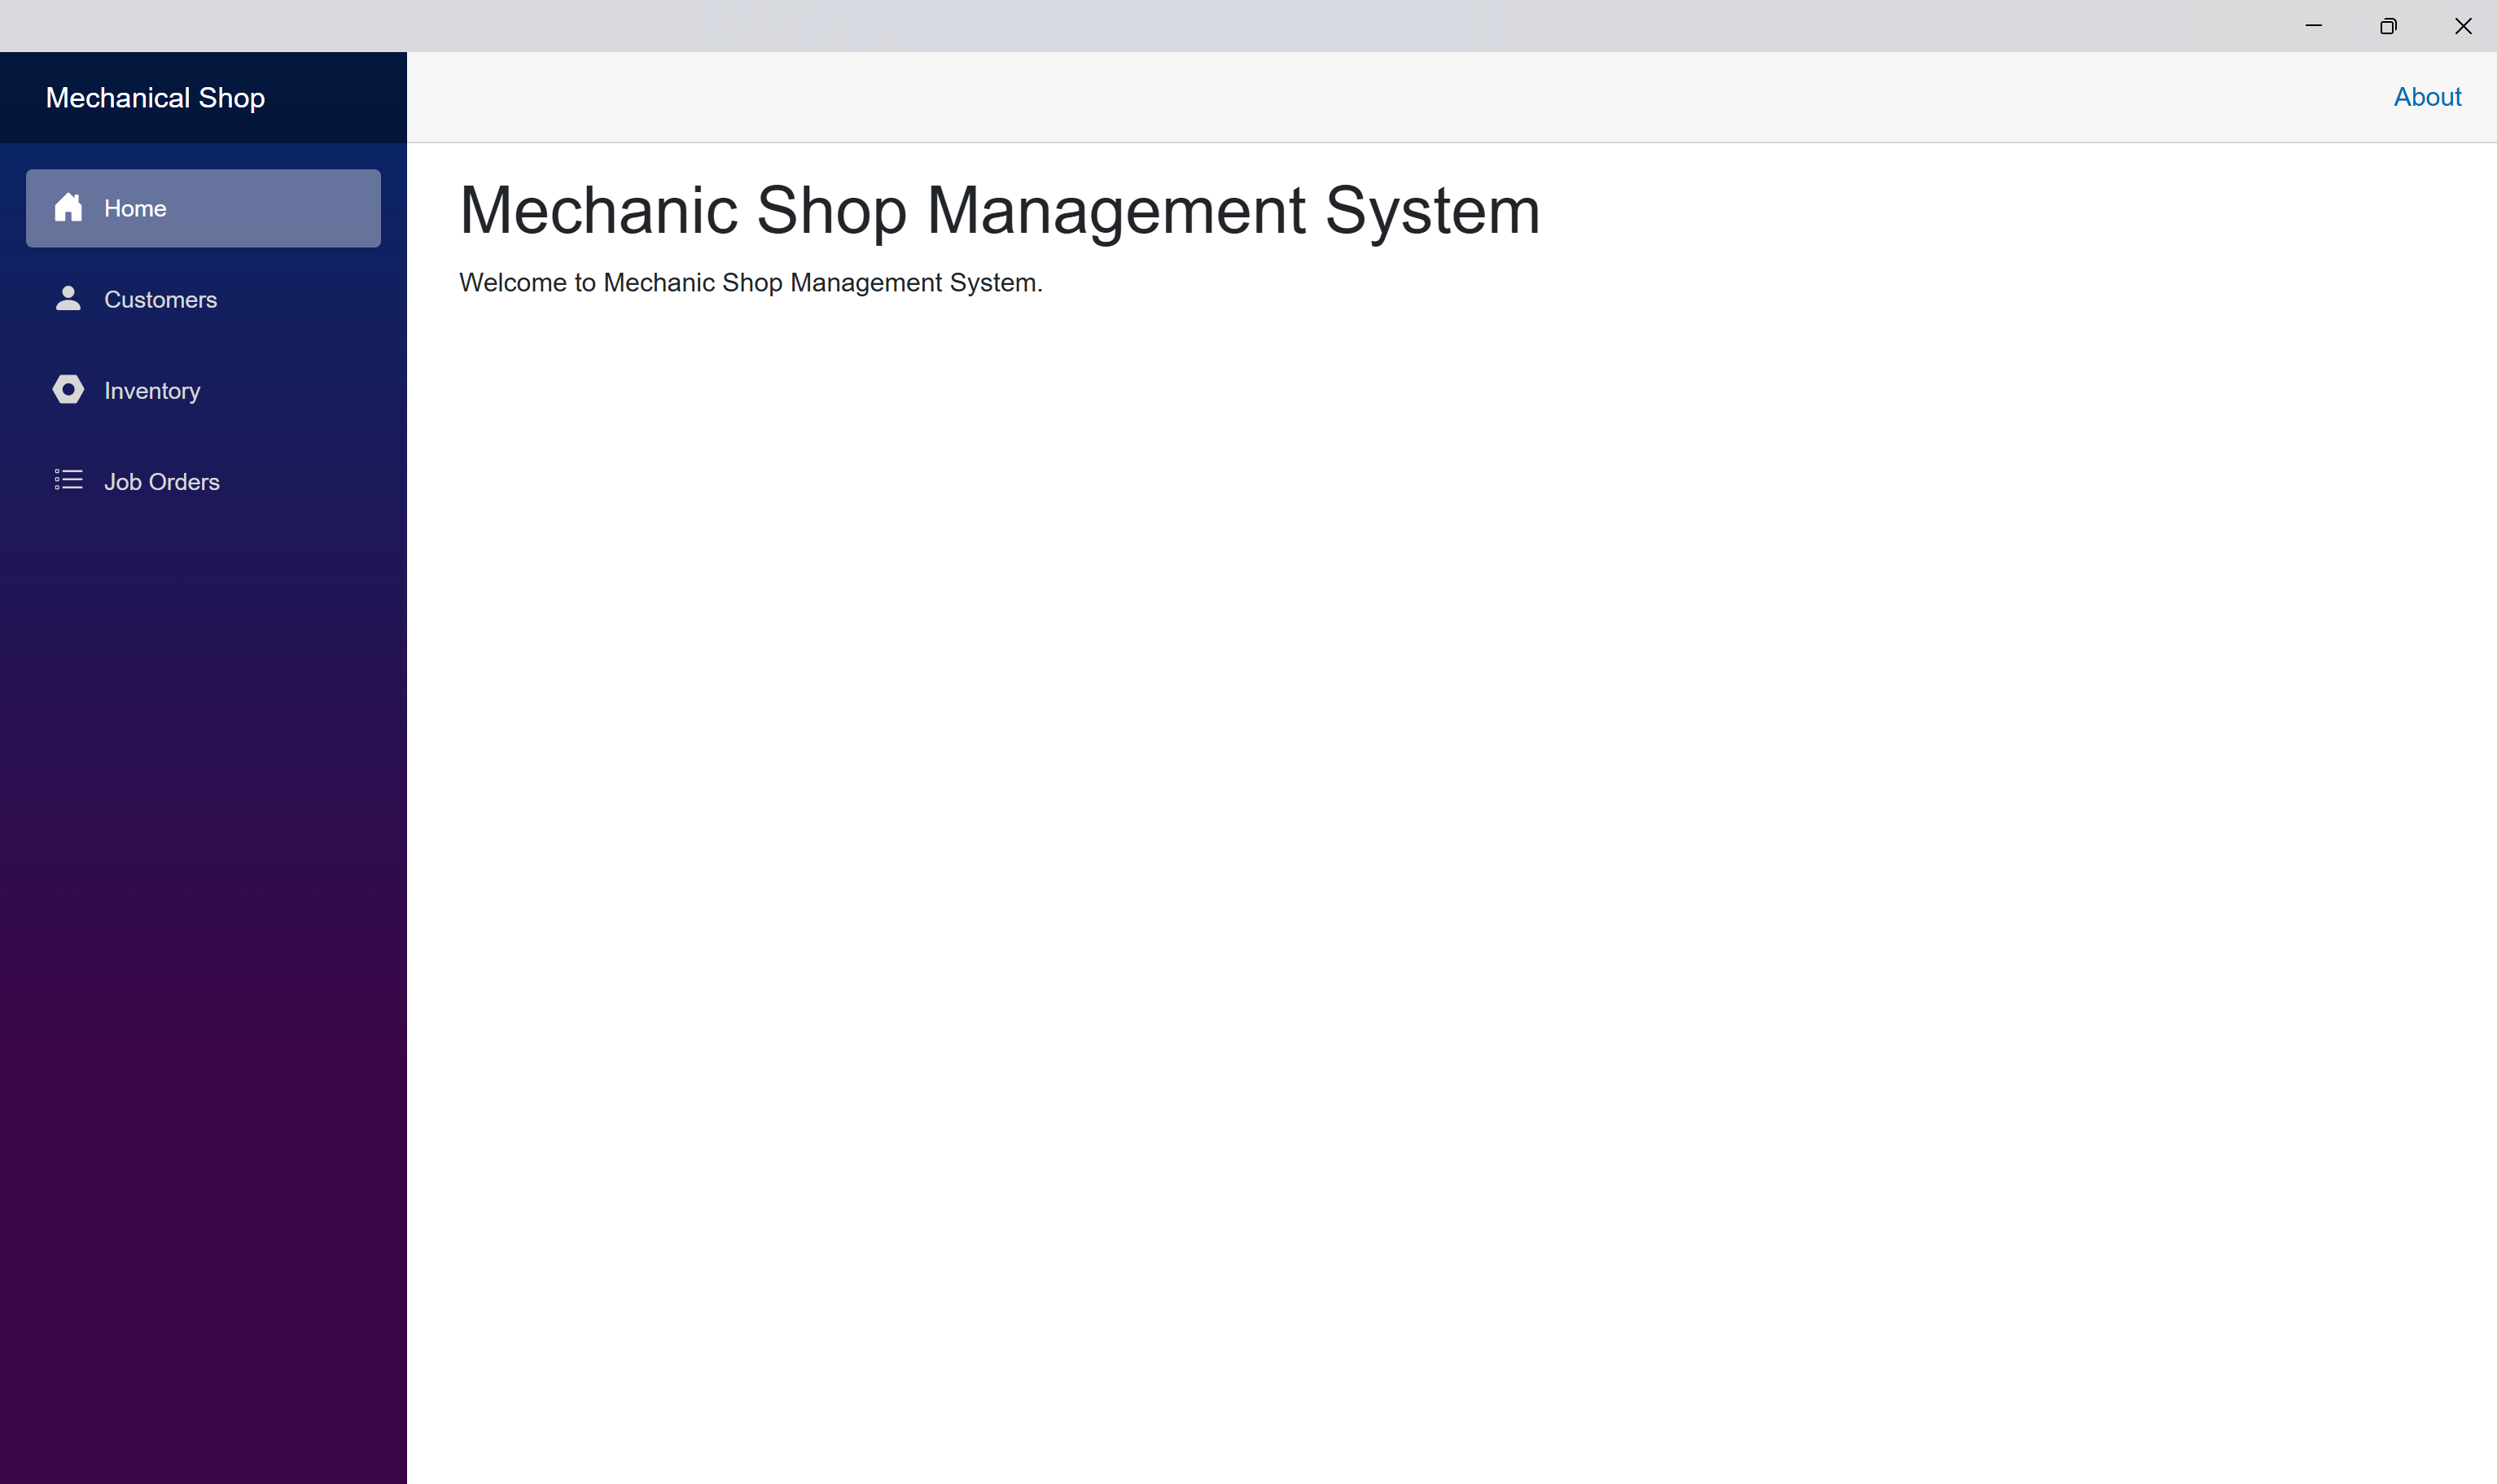 Mechanical Shop
About
Home
Customers
Inventory
Job Orders
Mechanic Shop Management System
Welcome to Mechanic Shop Management System.